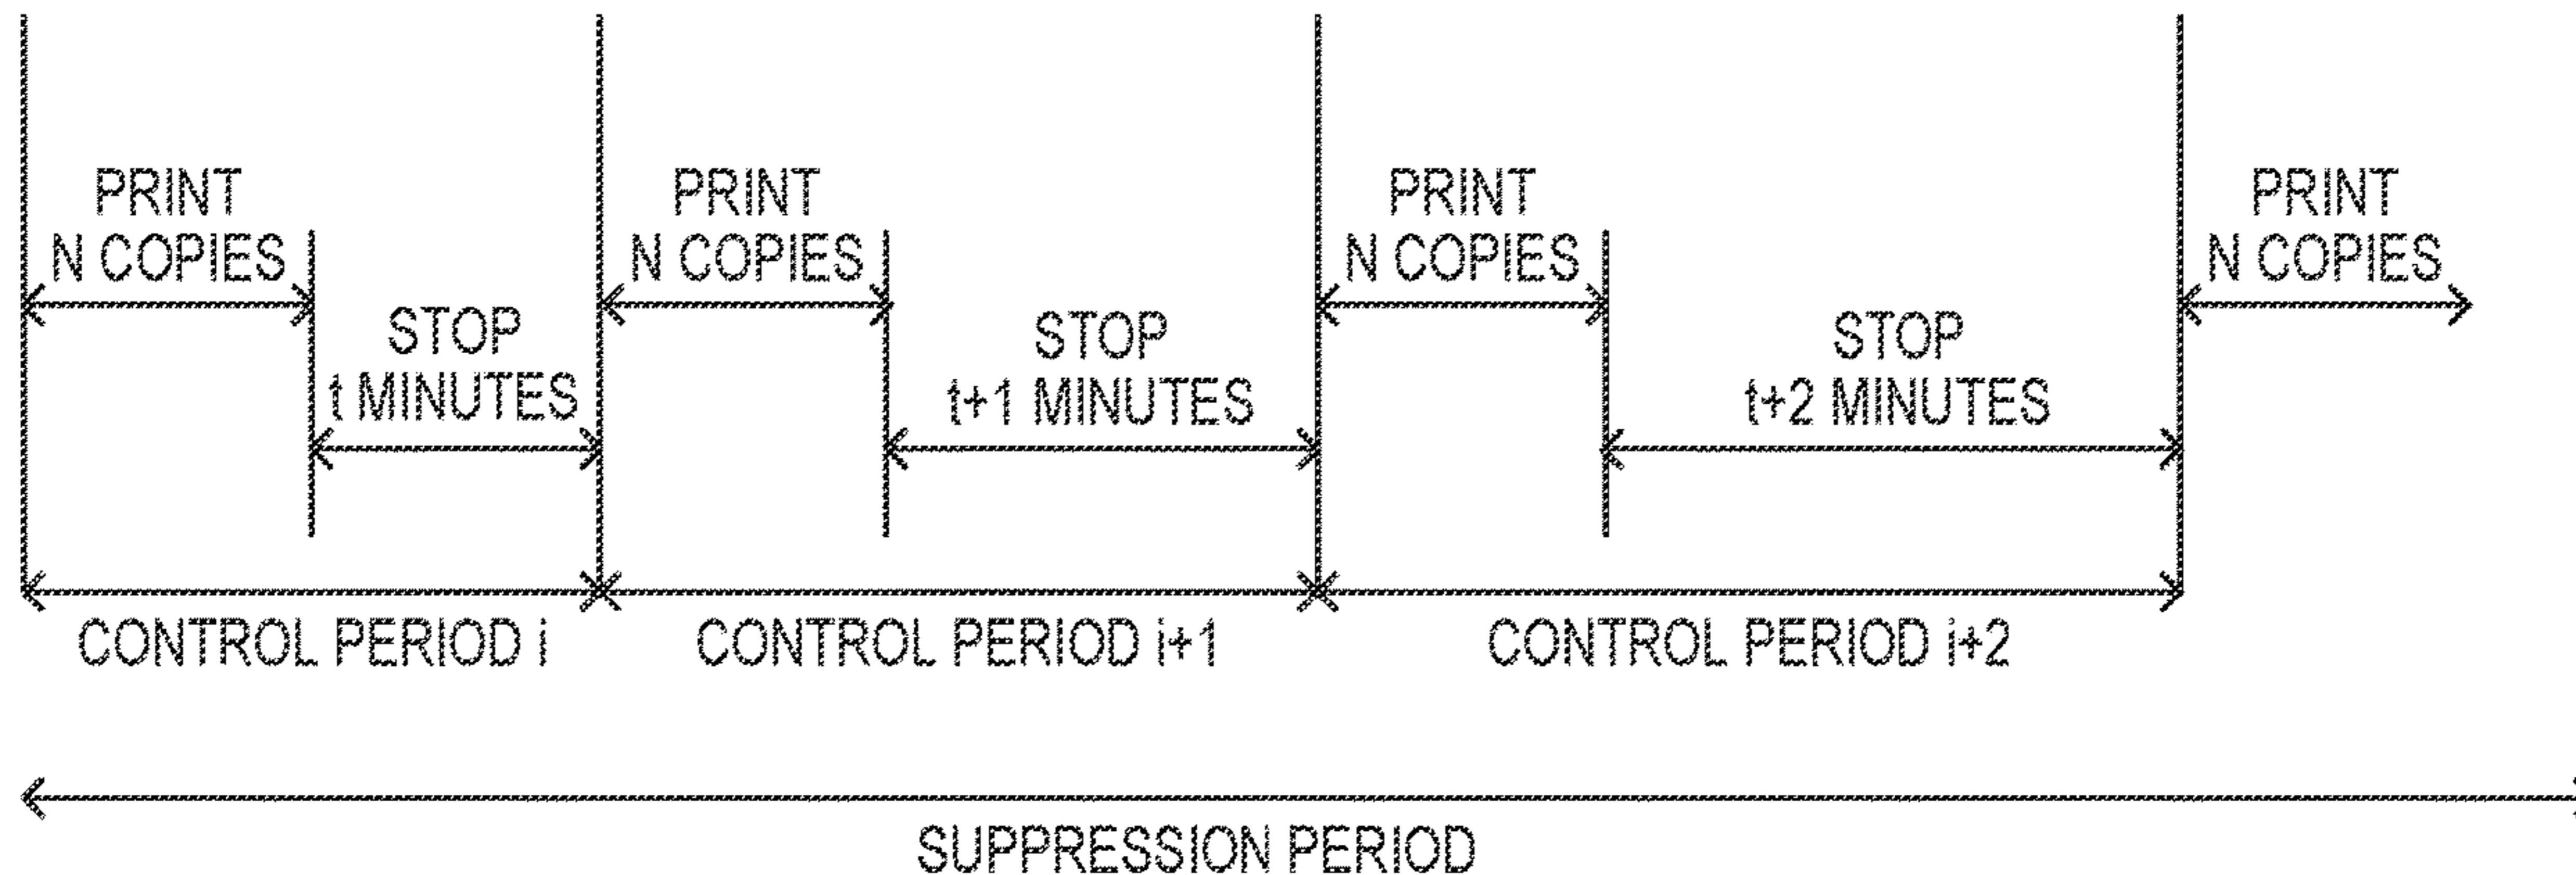 PRINT
N COPIES
STOP
t MINUTES
PRINT
N COPIES
STOP
t+1 MINUTES
PRINT
N COPIES
STOP
t+2 MINUTES
PRINT
N COPIES
CONTROL PERIOD i
CONTROL PERIOD i+1
CONTROL PERIOD i+2
SUPPRESSION PERIOD